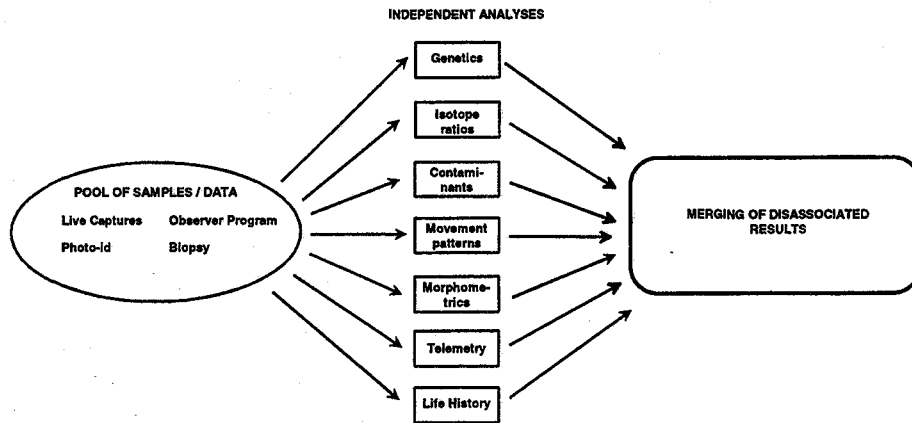 INDEPENDENT ANALYSES
Genetics
Isotope
ratios
Contami-
nants
Movement
patterns
Morphome-
trics
Telemetry
Life History
POOL OF SAMPLES / DATA
Live Captures Observer Program
Photo-id Biopsy
MERGING OF DISASSOCIATED
RESULTS